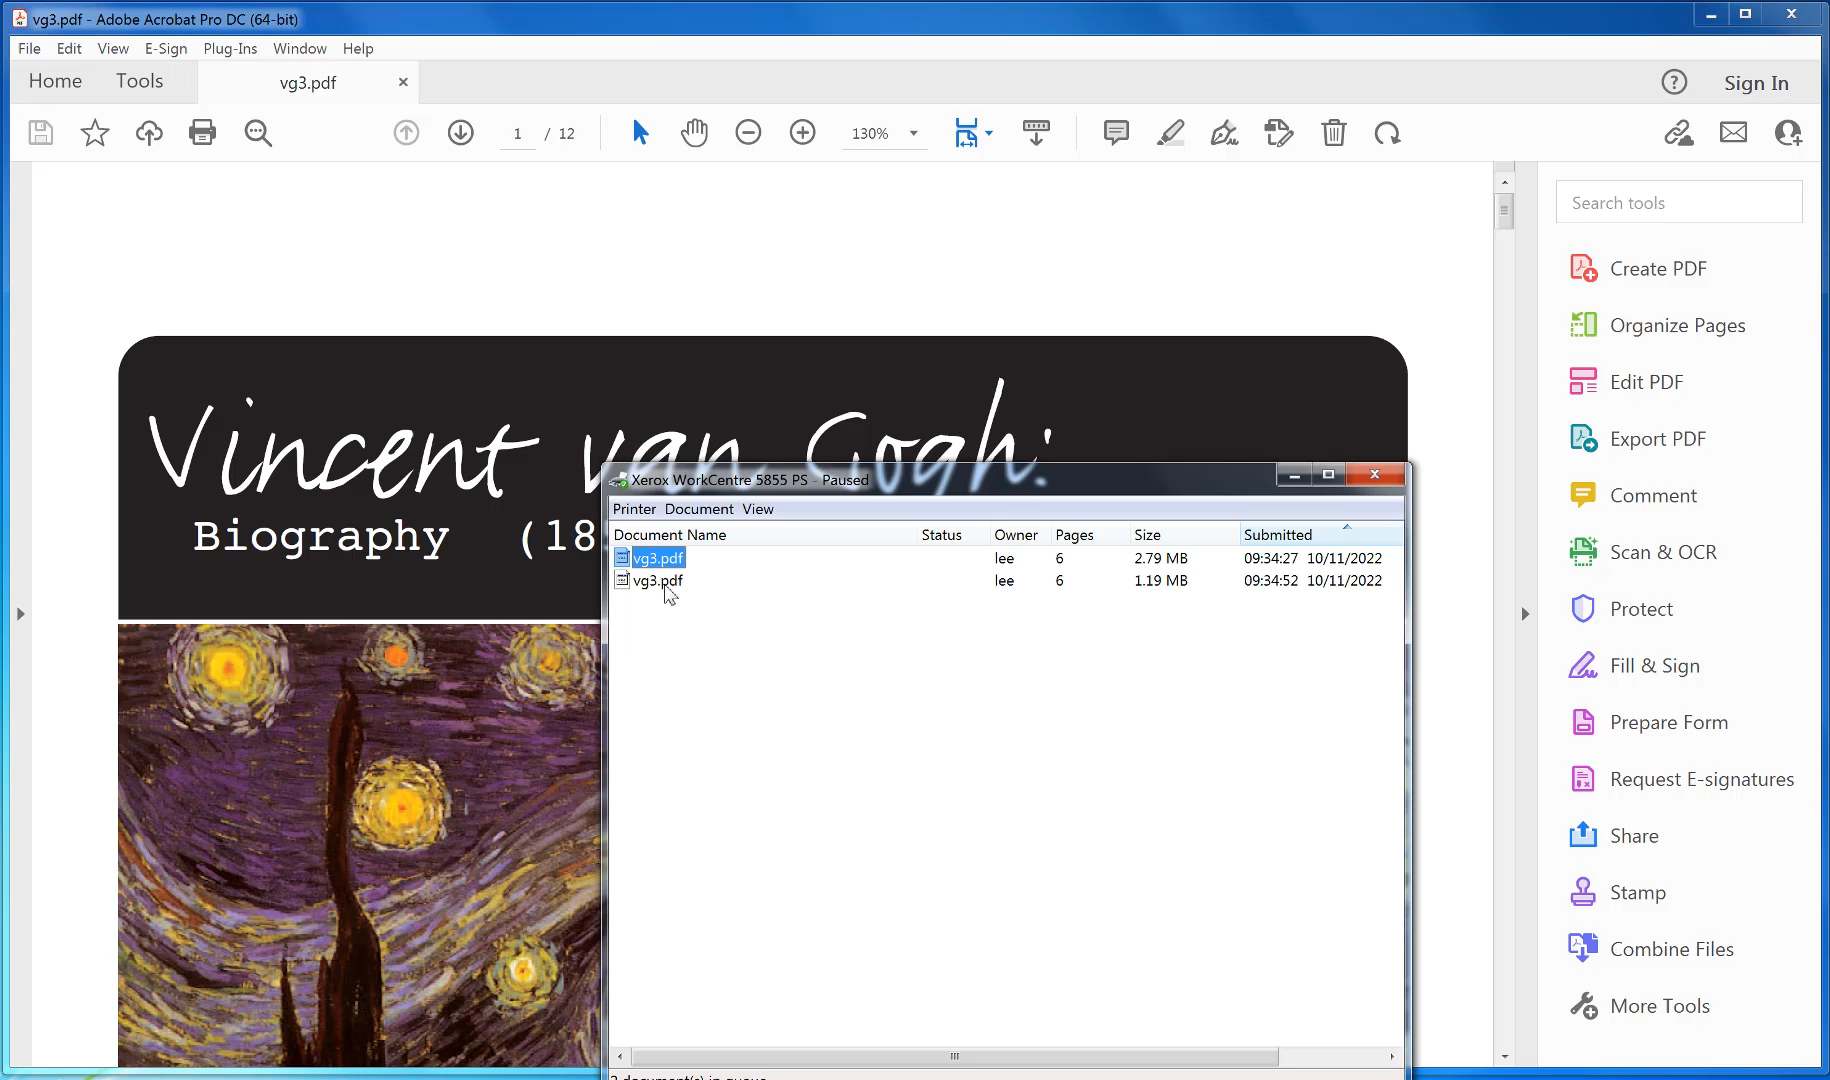 vg3.pdf - Adobe Acrobat Pro DC (64-bit)
File Edit View E-Sign Plug-Ins Window Help
Home Tools vg3.pdf Sign In
1 / 12 130%
Search tools
Create PDF
Organize Pages
Edit PDF
Export PDF
Comment
Scan & OCR
Protect
Fill & Sign
Prepare Form
Request E-signatures
Share
Stamp
Combine Files
More Tools
Vincent van Gogh:
Biography (18
Xerox WorkCentre 5855 PS - Paused
Printer Document View
Document Name Status Owner Pages Size Submitted
vg3.pdf lee 6 2.79 MB 09:34:27 10/11/2022
vg3.pdf lee 6 1.19 MB 09:34:52 10/11/2022
2 document(s) in queue